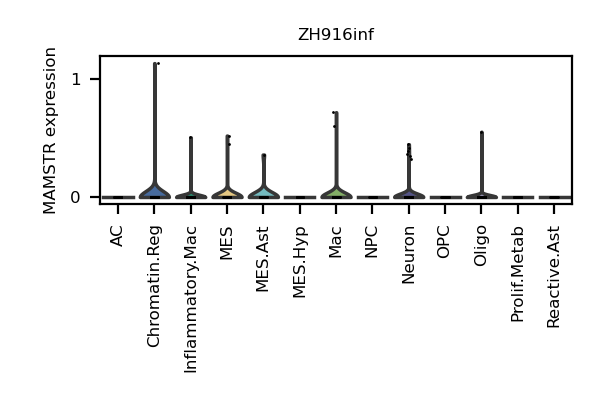 ZH916inf
MAMSTR expression
1
0
AC
Chromatin.Reg
Inflammatory.Mac
MES
MES.Ast
MES.Hyp
Mac
NPC
Neuron
OPC
Oligo
Prolif.Metab
Reactive.Ast